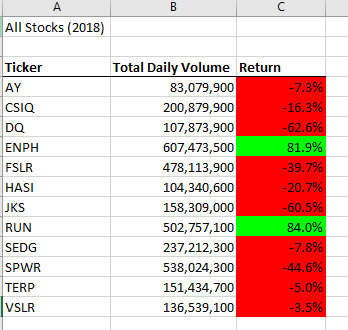 A B C
All Stocks (2018)
Ticker Total Daily Volume Return
AY 83,079,900 -7.3%
CSIQ 200,879,900 -16.3%
DQ 107,873,900 -62.6%
ENPH 607,473,500 81.9%
FSLR 478,113,900 -39.7%
HASI 104,340,600 -20.7%
JKS 158,309,000 -60.5%
RUN 502,757,100 84.0%
SEDG 237,212,300 -7.8%
SPWR 538,024,300 -44.6%
TERP 151,434,700 -5.0%
VSLR 136,539,100 -3.5%